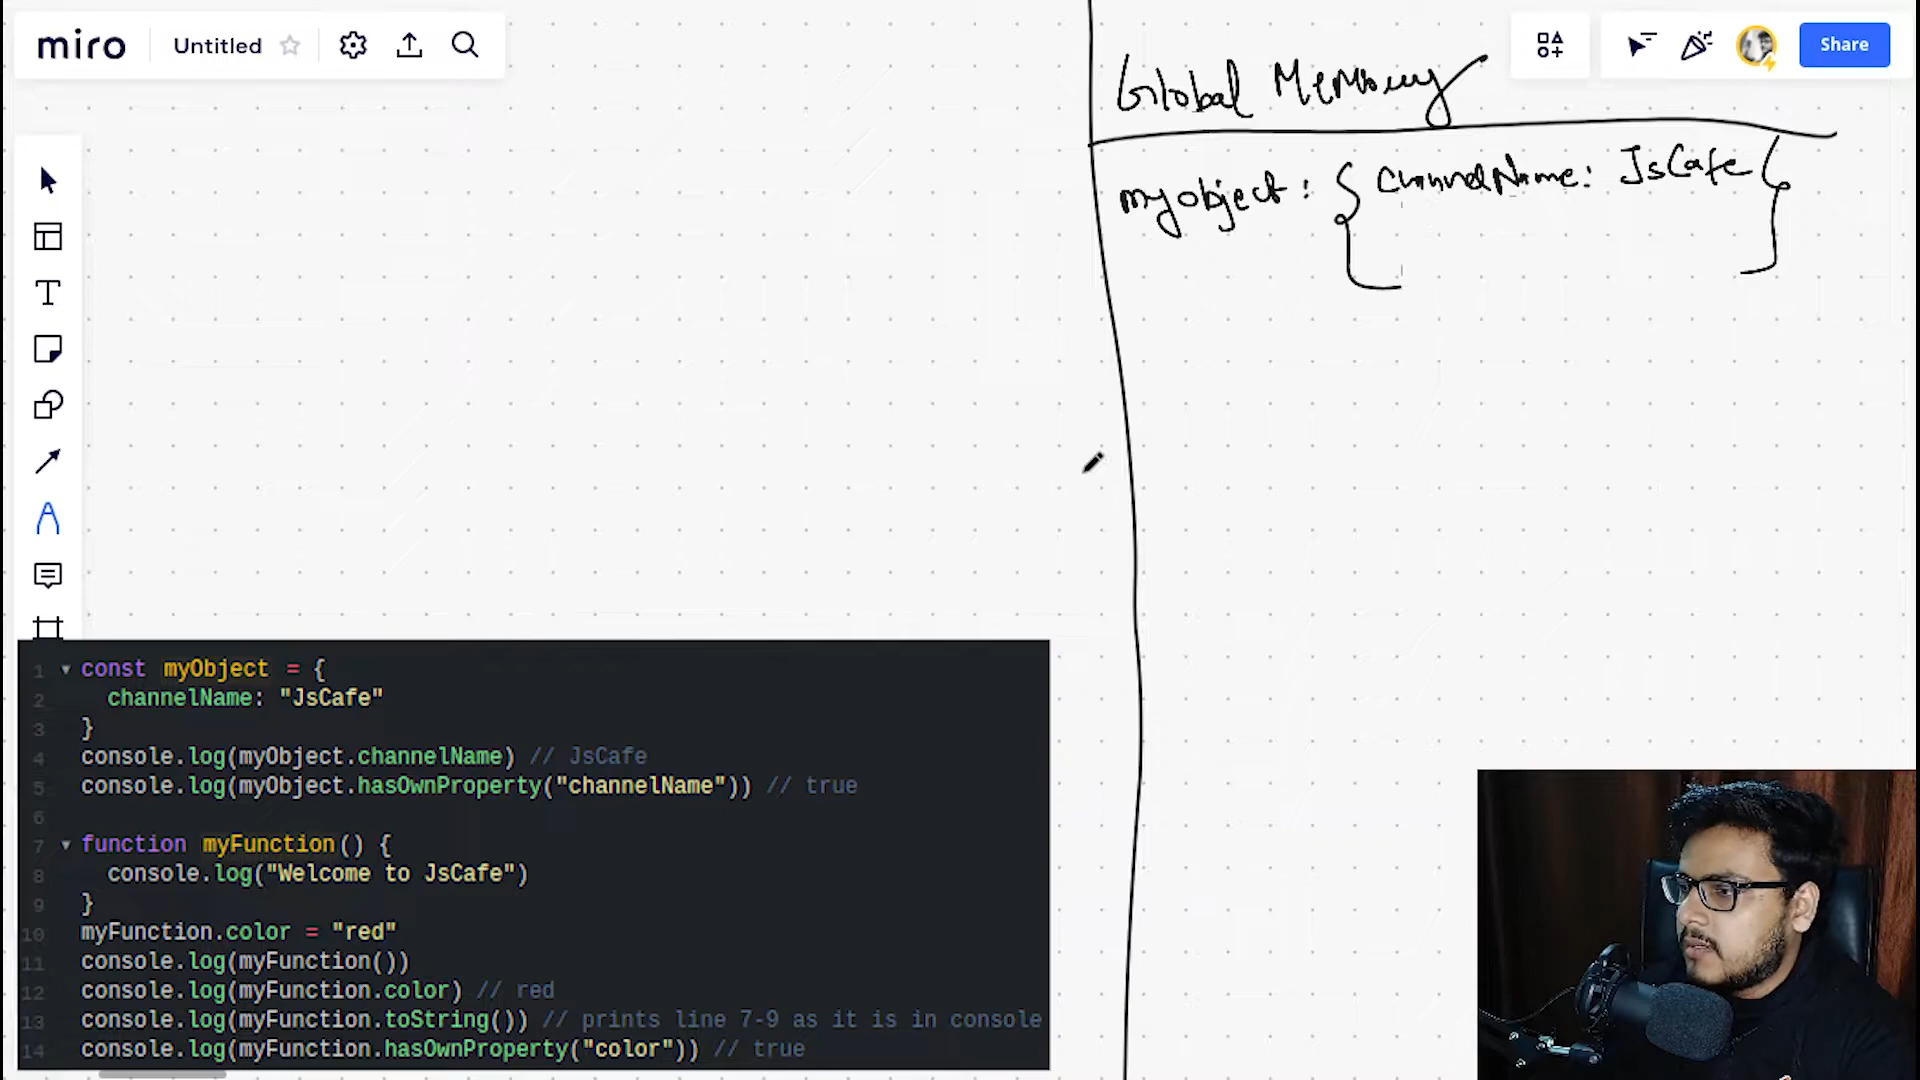 miro
Untitled
Share
Global Memory
myobject : { ChannelName: JsCafe }
1 const myObject = {
2 channelName: "JsCafe"
3 }
4 console.log(myObject.channelName) // JsCafe
5 console.log(myObject.hasOwnProperty("channelName")) // true
6
7 function myFunction() {
8 console.log("Welcome to JsCafe")
9 }
10 myFunction.color = "red"
11 console.log(myFunction())
12 console.log(myFunction.color) // red
13 console.log(myFunction.toString()) // prints line 7-9 as it is in console
14 console.log(myFunction.hasOwnProperty("color")) // true